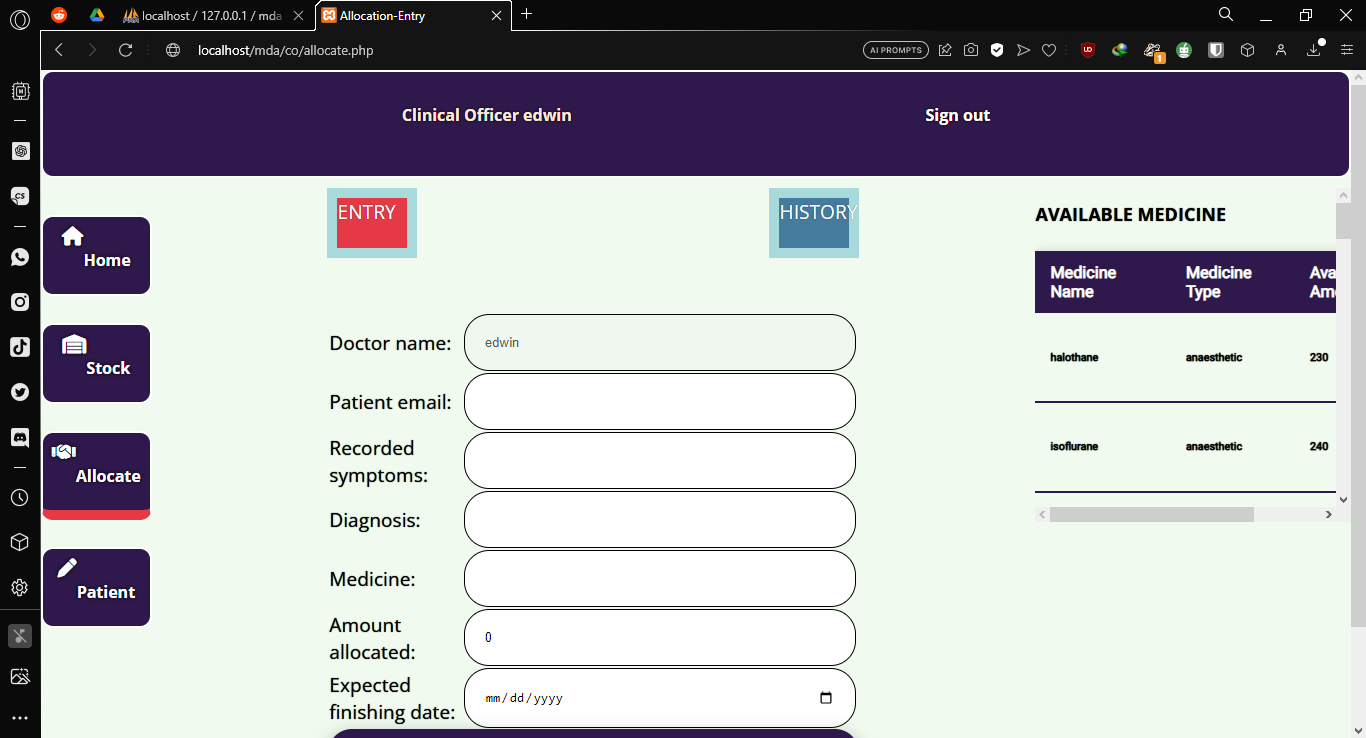 localhost / 127.0.0.1 / mda
Allocation-Entry
localhost/mda/co/allocate.php
AI PROMPTS
1
Clinical Officer edwin
Sign out
Home
Stock
Allocate
Patient
ENTRY
HISTORY
Doctor name:
edwin
Patient email:
Recorded
symptoms:
Diagnosis:
Medicine:
Amount
allocated:
0
Expected
finishing date:
mm/dd/yyyy
AVAILABLE MEDICINE
Medicine
Name
Medicine
Type
Ava
Am
halothane
anaesthetic
230
isoflurane
anaesthetic
240